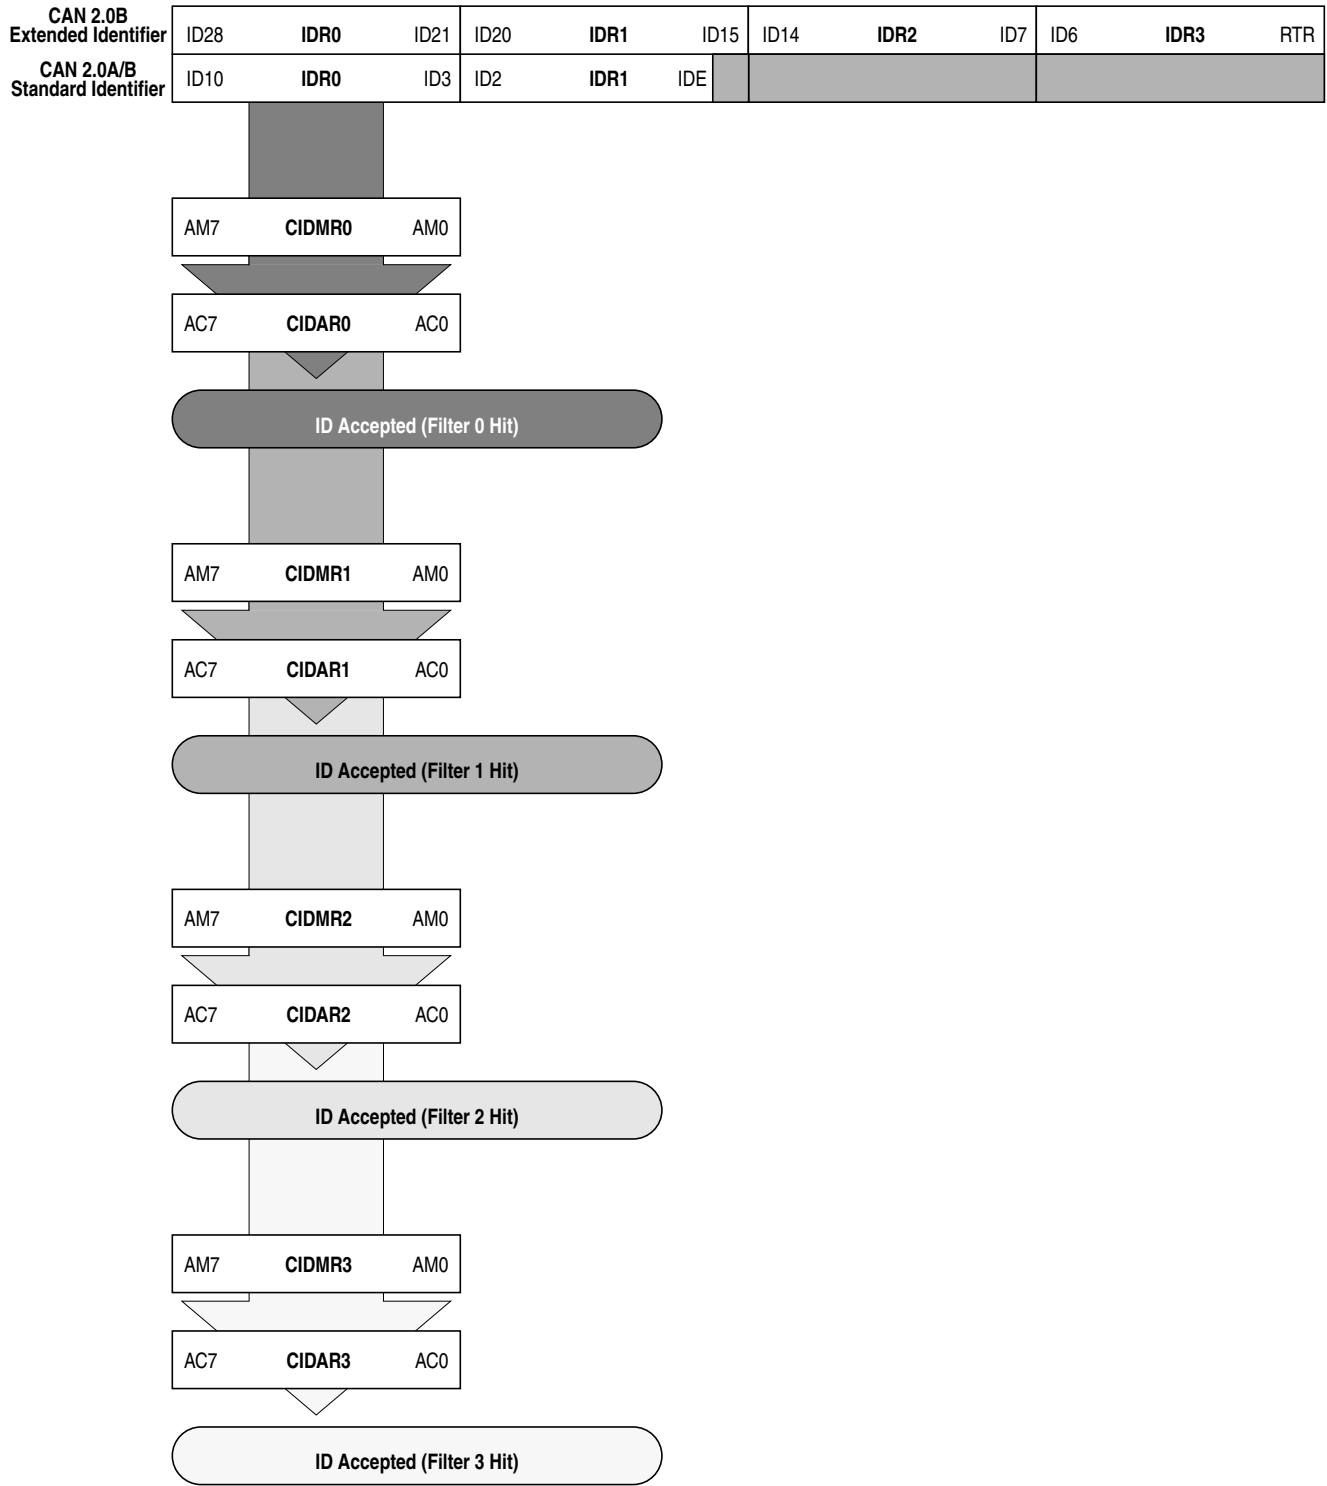 CAN 2.0B
Extended Identifier
ID28 IDR0 ID21 ID20 IDR1 ID15 ID14 IDR2 ID7 ID6 IDR3 RTR
CAN 2.0A/B
Standard Identifier
ID10 IDR0 ID3 ID2 IDR1 IDE
AM7 CIDMR0 AM0
AC7 CIDAR0 AC0
ID Accepted (Filter 0 Hit)
AM7 CIDMR1 AM0
AC7 CIDAR1 AC0
ID Accepted (Filter 1 Hit)
AM7 CIDMR2 AM0
AC7 CIDAR2 AC0
ID Accepted (Filter 2 Hit)
AM7 CIDMR3 AM0
AC7 CIDAR3 AC0
ID Accepted (Filter 3 Hit)